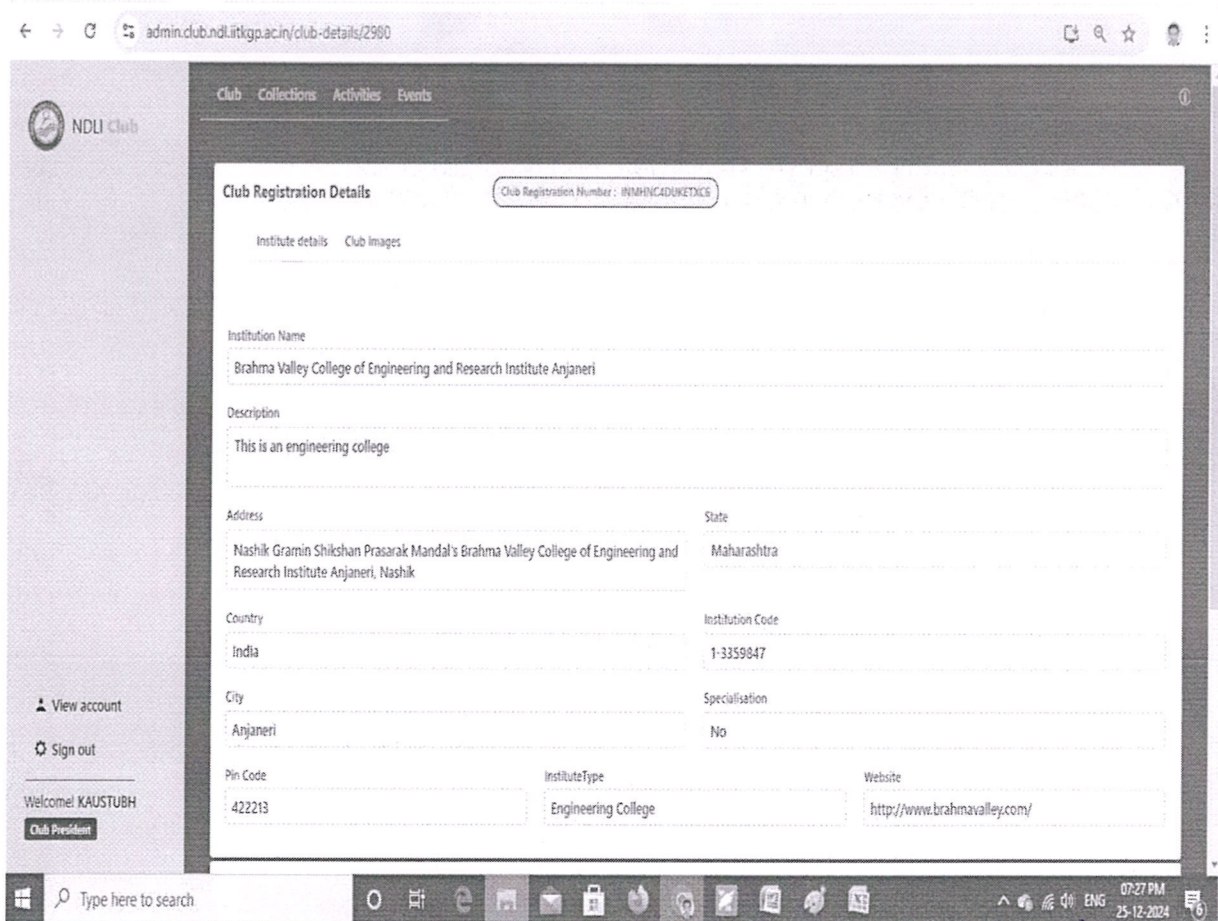 admin.club.ndl.iitkgp.ac.in/club-details/2980
NDLI Club
Club Collections Activities Events
Club Registration Details
Club Registration Number : INMHNC4DUKETXC6
Institute details Club Images
Institution Name
Brahma Valley College of Engineering and Research Institute Anjaneri
Description
This is an engineering college
Address
State
Nashik Gramin Shikshan Prasarak Mandal's Brahma Valley College of Engineering and
Research Institute Anjaneri, Nashik
Maharashtra
Country
Institution Code
India
1-3359847
City
Specialisation
Anjaneri
No
Pin Code
InstituteType
Website
422213
Engineering College
http://www.brahmavalley.com/
View account
Sign out
Welcome! KAUSTUBH
Club President
Type here to search
ENG
07:27 PM
25-12-2024
6